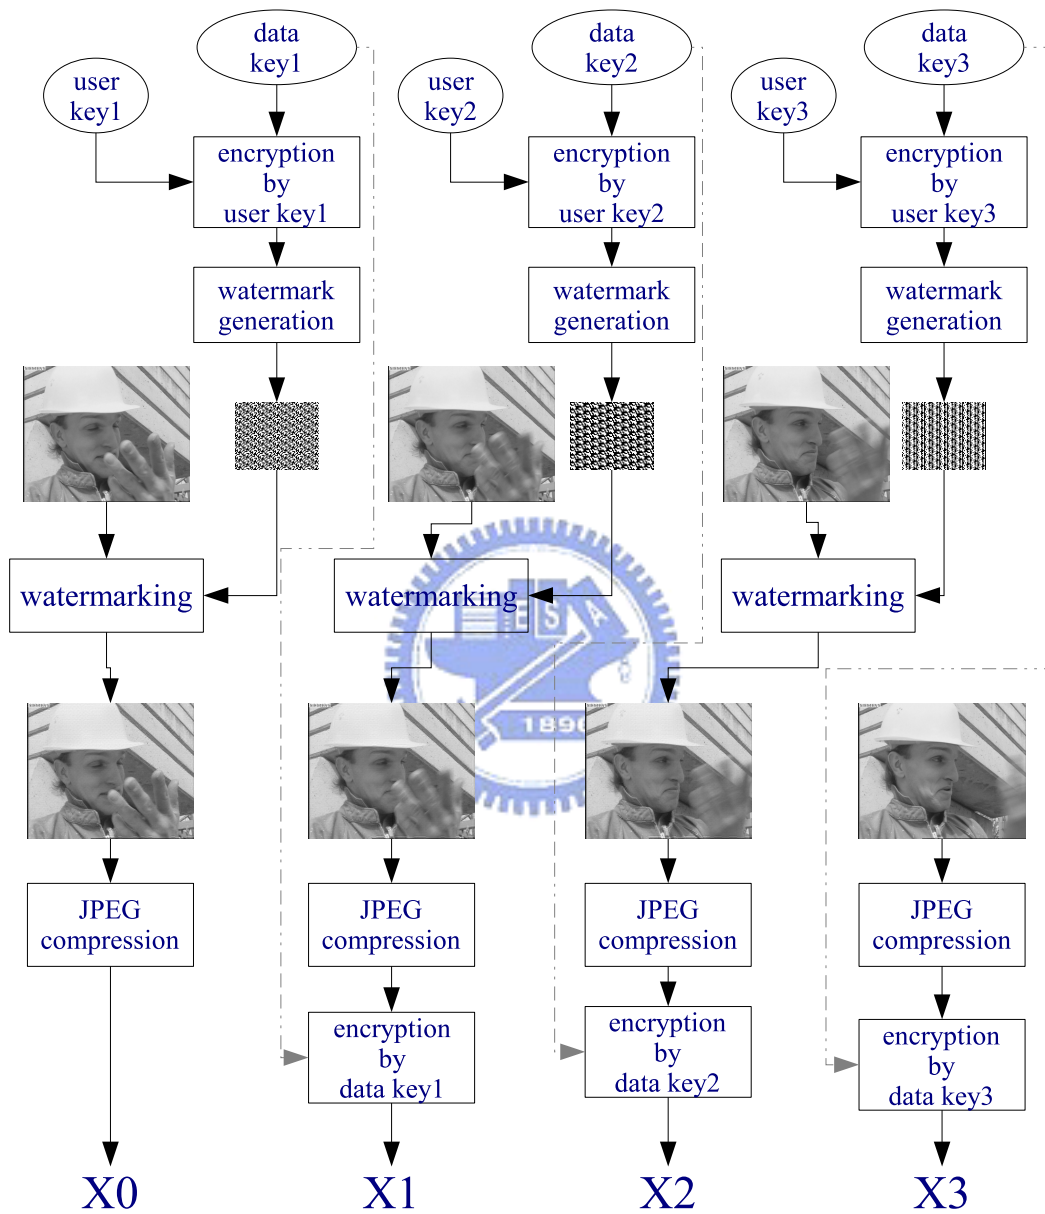 data
key1
data
key2
data
key3
user
key1
user
key2
user
key3
encryption
by
user key1
encryption
by
user key2
encryption
by
user key3
watermark
generation
watermark
generation
watermark
generation
watermarking
watermarking
watermarking
E S A
1896
JPEG
compression
JPEG
compression
JPEG
compression
JPEG
compression
encryption
by
data key1
encryption
by
data key2
encryption
by
data key3
X0
X1
X2
X3